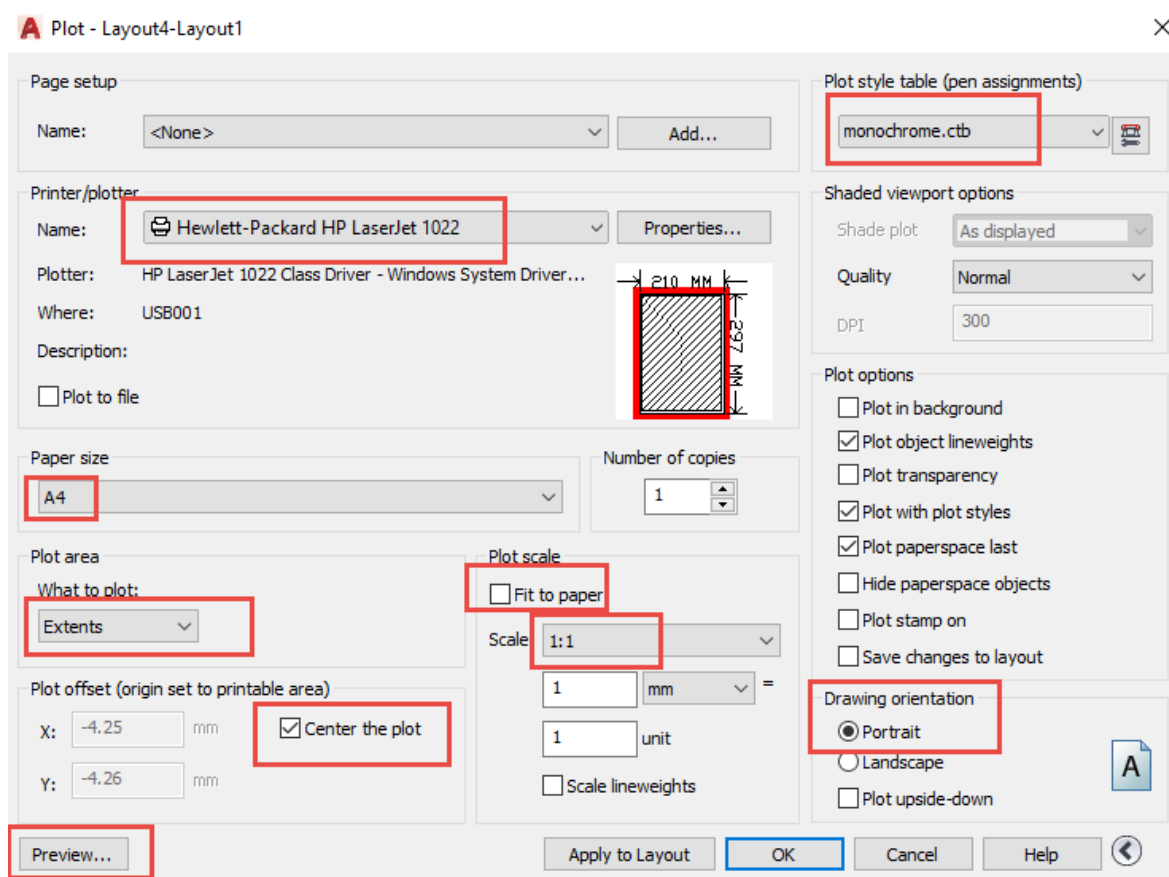 Plot - Layout4-Layout1
Page setup
Name:
<None>
Add...
Plot style table (pen assignments)
monochrome.ctb
Printer/plotter
Name:
Hewlett-Packard HP LaserJet 1022
Properties...
Plotter:
HP LaserJet 1022 Class Driver - Windows System Driver...
Where:
USB001
Description:
Plot to file
210 MM
297 MM
Shaded viewport options
Shade plot
As displayed
Quality
Normal
DPI
300
Paper size
A4
Number of copies
1
Plot options
Plot in background
Plot object lineweights
Plot transparency
Plot with plot styles
Plot paperspace last
Hide paperspace objects
Plot stamp on
Save changes to layout
Plot area
What to plot:
Extents
Plot scale
Fit to paper
Scale
1:1
1
mm
=
1
unit
Scale lineweights
Plot offset (origin set to printable area)
X:
-4.25
mm
Center the plot
Y:
-4.26
mm
Drawing orientation
Portrait
Landscape
Plot upside-down
A
Preview...
Apply to Layout
OK
Cancel
Help